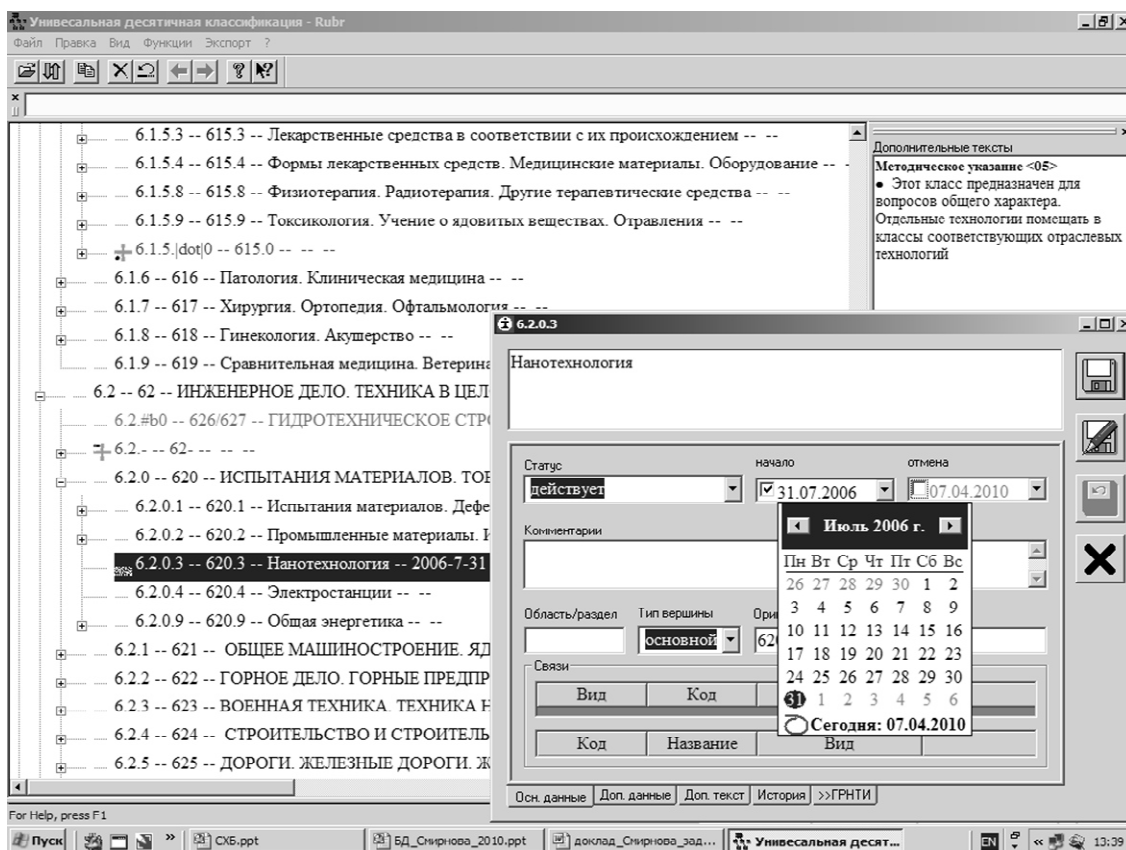 Универсальная десятичная классификация - Rubr
Файл Правка Вид Функции Экспорт ?
6.1.5.3 -- 615.3 -- Лекарственные средства в соответствии с их происхождением -- --
6.1.5.4 -- 615.4 -- Формы лекарственных средств. Медицинские материалы. Оборудование -- -
6.1.5.8 -- 615.8 -- Физиотерапия. Радиотерапия. Другие терапевтические средства -- --
6.1.5.9 -- 615.9 -- Токсикология. Учение о ядовитых веществах. Отравления -- --
6.1.5.|dot|0 -- 615.0 -- -- --
6.1.6 -- 616 -- Патология. Клиническая медицина -- --
6.1.7 -- 617 -- Хирургия. Ортопедия. Офтальмология -- --
6.1.8 -- 618 -- Гинекология. Акушерство -- --
6.1.9 -- 619 -- Сравнительная медицина. Ветерина
6.2 -- 62 -- ИНЖЕНЕРНОЕ ДЕЛО. ТЕХНИКА В ЦЕЛ
6.2.#b0 -- 626/627 -- ГИДРОТЕХНИЧЕСКОЕ СТР
6.2.- -- 62- -- -- --
6.2.0 -- 620 -- ИСПЫТАНИЯ МАТЕРИАЛОВ. ТОВ
6.2.0.1 -- 620.1 -- Испытания материалов. Дефе
6.2.0.2 -- 620.2 -- Промышленные материалы. И
6.2.0.3 -- 620.3 -- Нанотехнология -- 2006-7-31
6.2.0.4 -- 620.4 -- Электростанции -- --
6.2.0.9 -- 620.9 -- Общая энергетика -- --
6.2.1 -- 621 -- ОБЩЕЕ МАШИНОСТРОЕНИЕ. ЯД
6.2.2 -- 622 -- ГОРНОЕ ДЕЛО. ГОРНЫЕ ПРЕДПР
6.2.3 -- 623 -- ВОЕННАЯ ТЕХНИКА. ТЕХНИКА Н
6.2.4 -- 624 -- СТРОИТЕЛЬСТВО И СТРОИТЕЛЬ
6.2.5 -- 625 -- ДОРОГИ. ЖЕЛЕЗНЫЕ ДОРОГИ. Ж
Дополнительные тексты
Методическое указание <05>
• Этот класс предназначен для
вопросов общего характера.
Отдельные технологии помещать в
классы соответствующих отраслевых
технологий
6.2.0.3
Нанотехнология
Статус начало отмена
действует 31.07.2006 07.04.2010
Комментарии
Июль 2006 г.
Пн Вт Ср Чт Пт Сб Вс
26 27 28 29 30 1 2
3 4 5 6 7 8 9
10 11 12 13 14 15 16
17 18 19 20 21 22 23
24 25 26 27 28 29 30
31 1 2 3 4 5 6
Сегодня: 07.04.2010
Область/раздел Тип вершины Ори
основной 62
Связи
Вид Код
Код Название Вид
Осн. данные Доп. данные Доп. текст История >>ГРНТИ
For Help, press F1
Пуск » СХБ.ppt БД_Смирнова_2010.ppt доклад_Смирнова_зад... Унивесальная десят... EN « 13:39